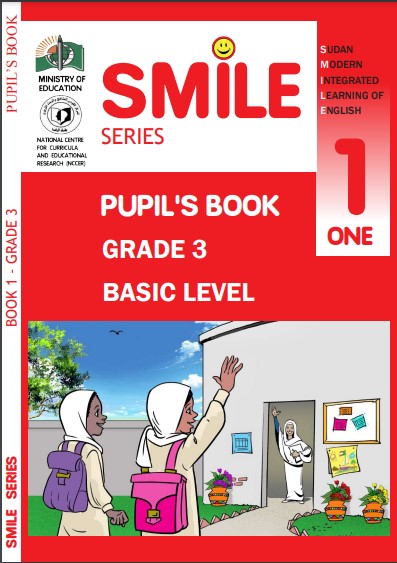 PUPIL'S BOOK
BOOK 1 - GRADE 3
SMILE SERIES
MINISTRY OF
EDUCATION
NATIONAL CENTRE
FOR CURRICULA
AND EDUCATIONAL
RESEARCH (NCCER)
SMILE
SERIES
SUDAN
MODERN
INTEGRATED
LEARNING OF
ENGLISH
1
ONE
PUPIL'S BOOK
GRADE 3
BASIC LEVEL